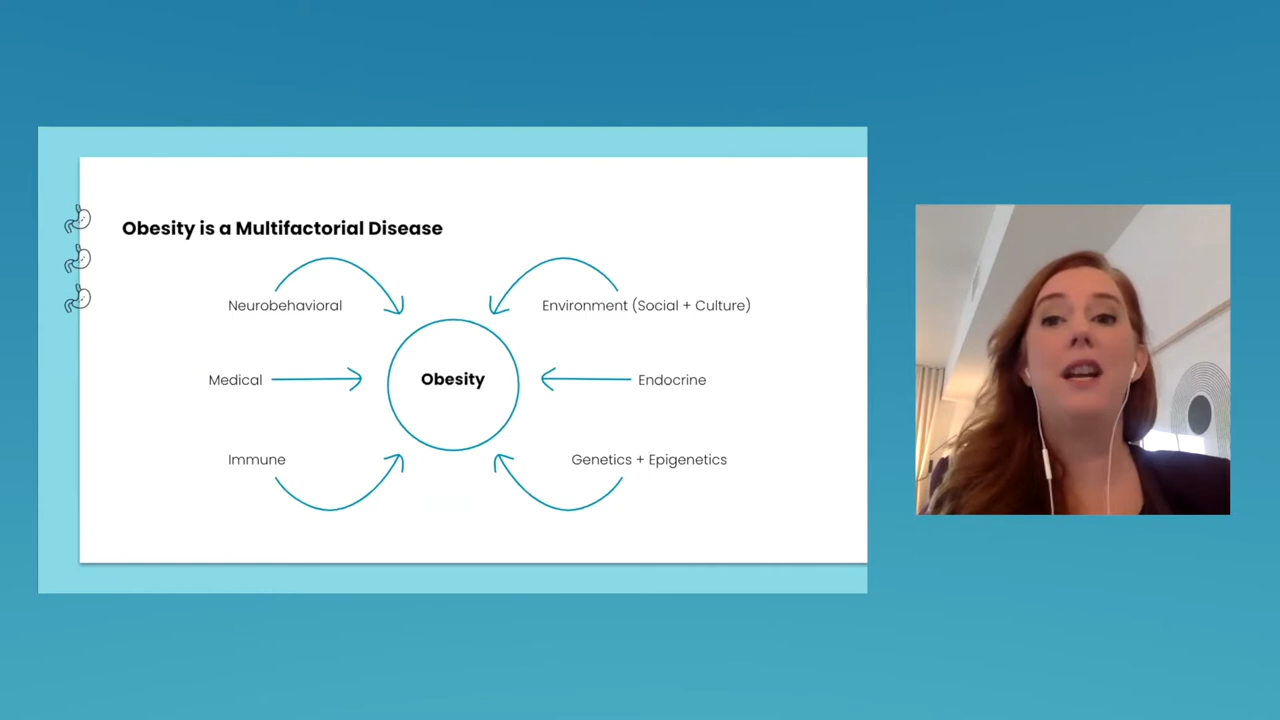 Obesity is a Multifactorial Disease
Neurobehavioral
Environment (Social + Culture)
Medical
Obesity
Endocrine
Immune
Genetics + Epigenetics